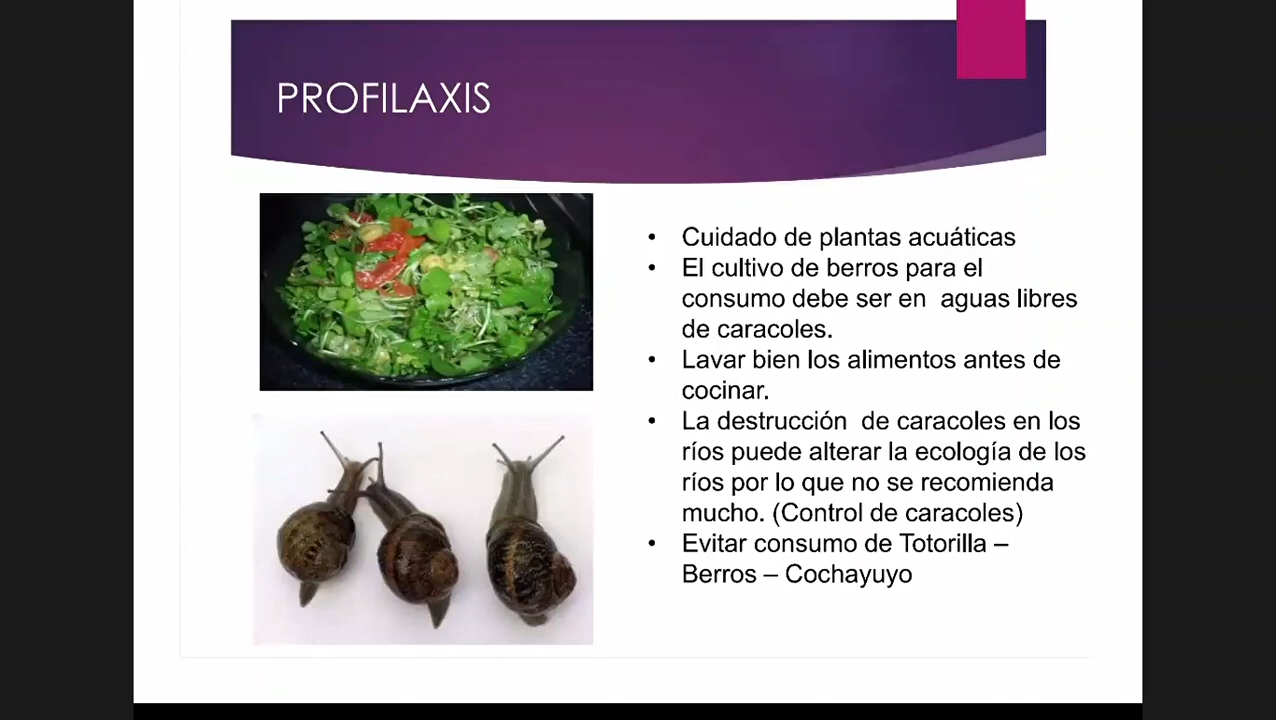 PROFILAXIS
• Cuidado de plantas acuáticas
• El cultivo de berros para el
consumo debe ser en aguas libres
de caracoles.
• Lavar bien los alimentos antes de
cocinar.
• La destrucción de caracoles en los
ríos puede alterar la ecología de los
ríos por lo que no se recomienda
mucho. (Control de caracoles)
• Evitar consumo de Totorilla –
Berros – Cochayuyo